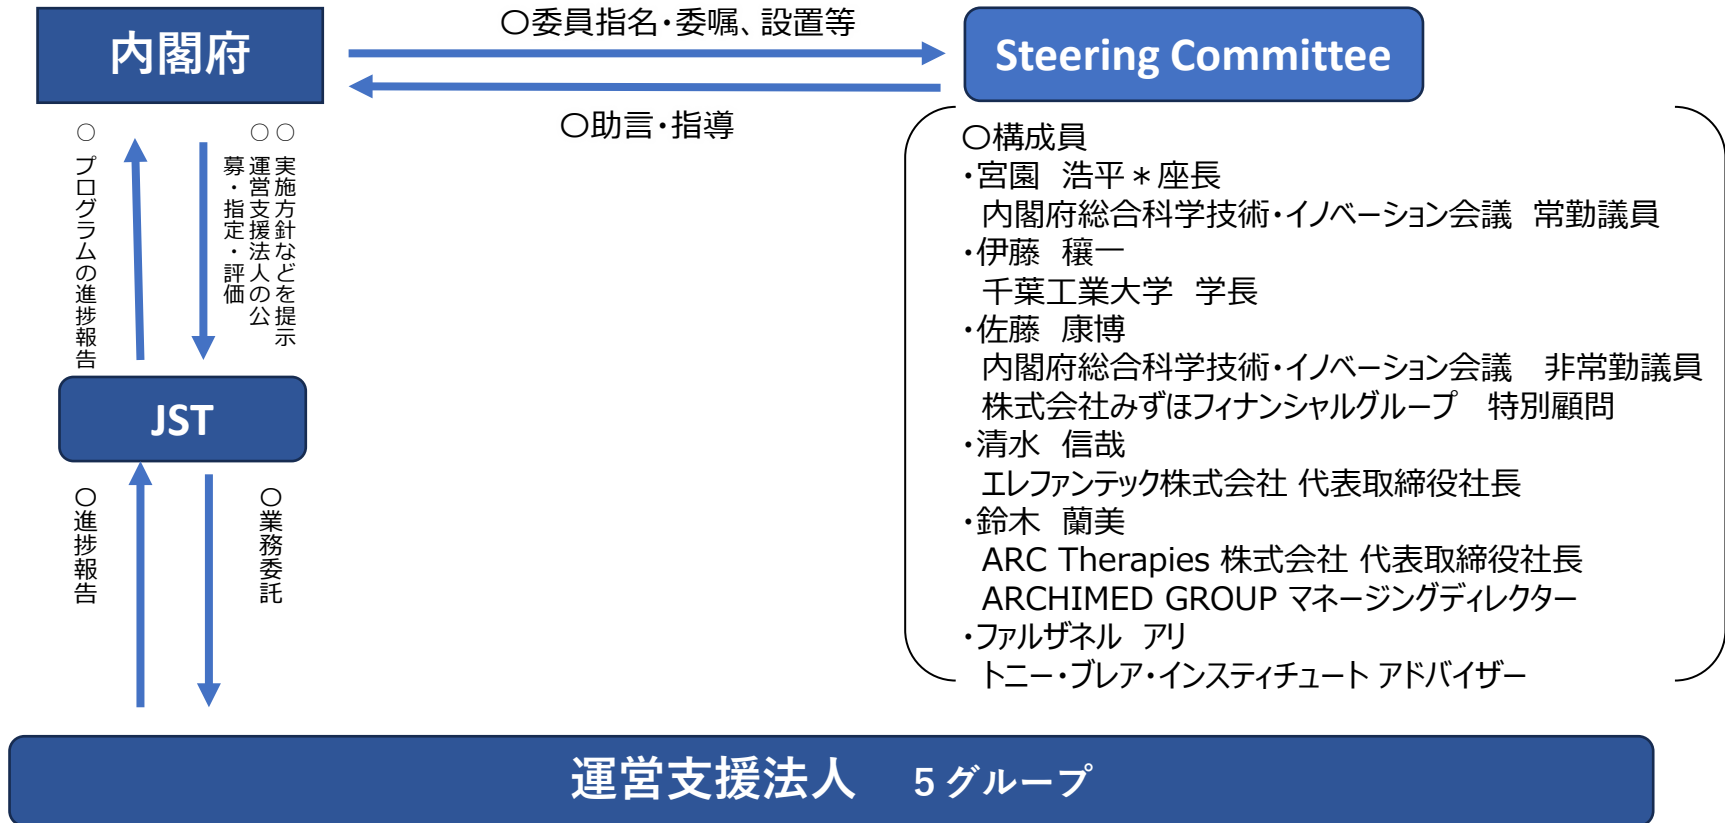 内閣府
〇委員指名・委嘱、設置等
Steering Committee
〇助言・指導
〇 プログラムの進捗報告
〇 実施方針などを提示
〇 運営支援法人の公
募・指定・評価
〇構成員
・宮園 浩平＊座長
内閣府総合科学技術・イノベーション会議 常勤議員
・伊藤 穰一
千葉工業大学 学長
・佐藤 康博
内閣府総合科学技術・イノベーション会議 非常勤議員
株式会社みずほフィナンシャルグループ 特別顧問
・清水 信哉
エレファンテック株式会社 代表取締役社長
・鈴木 蘭美
ARC Therapies 株式会社 代表取締役社長
ARCHIMED GROUP マネージングディレクター
・ファルザネル アリ
トニー・ブレア・インスティチュート アドバイザー
JST
〇進捗報告
〇業務委託
運営支援法人 ５グループ